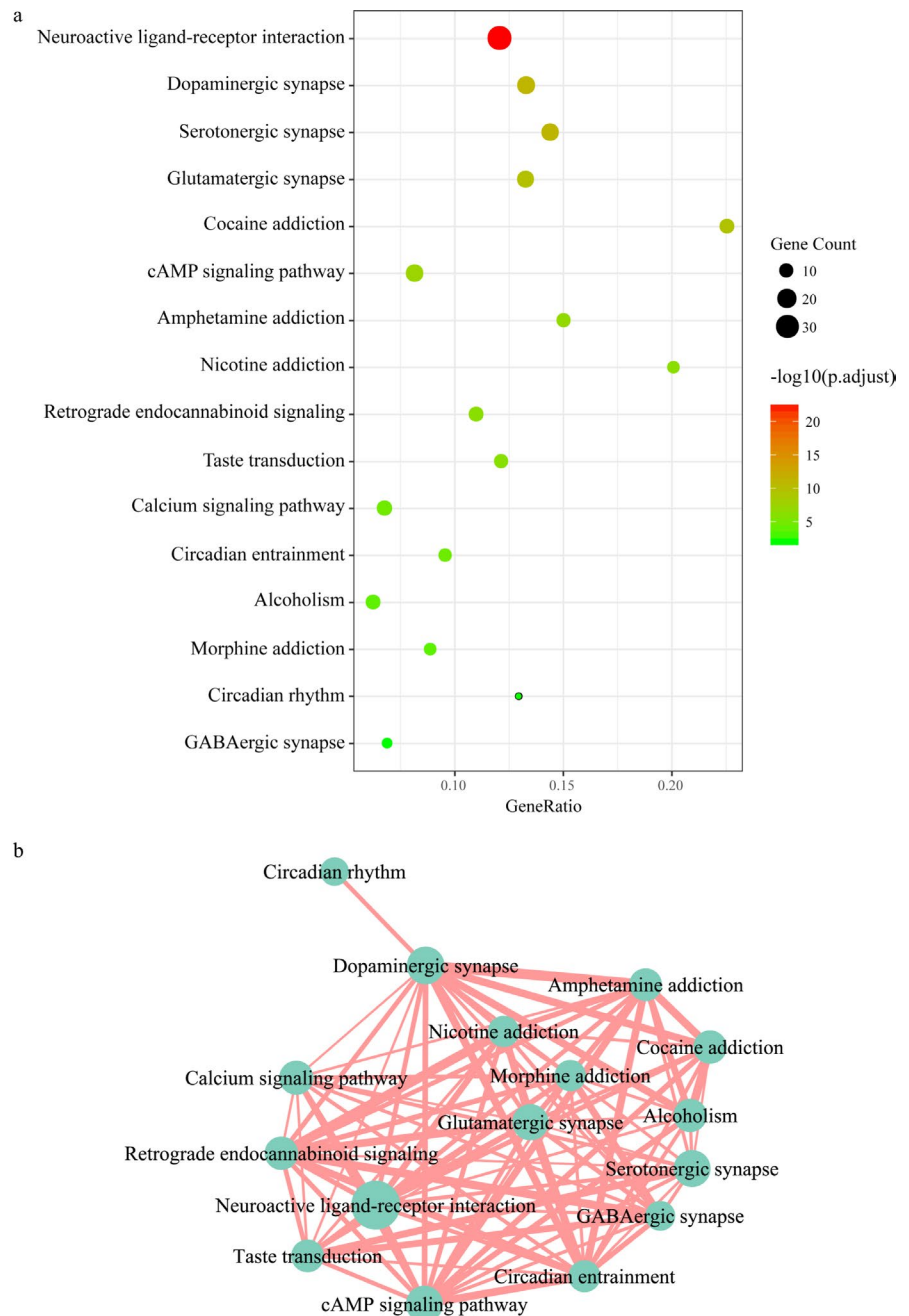 a
Neuroactive ligand-receptor interaction
Dopaminergic synapse
Serotonergic synapse
Glutamatergic synapse
Cocaine addiction
cAMP signaling pathway
Amphetamine addiction
Nicotine addiction
Retrograde endocannabinoid signaling
Taste transduction
Calcium signaling pathway
Circadian entrainment
Alcoholism
Morphine addiction
Circadian rhythm
GABAergic synapse
0.10
0.15
0.20
GeneRatio
Gene Count
10
20
30
-log10(p.adjust)
20
15
10
5
b
Circadian rhythm
Dopaminergic synapse
Amphetamine addiction
Nicotine addiction
Cocaine addiction
Calcium signaling pathway
Morphine addiction
Glutamatergic synapse
Alcoholism
Retrograde endocannabinoid signaling
Serotonergic synapse
Neuroactive ligand-receptor interaction
GABAergic synapse
Taste transduction
Circadian entrainment
cAMP signaling pathway